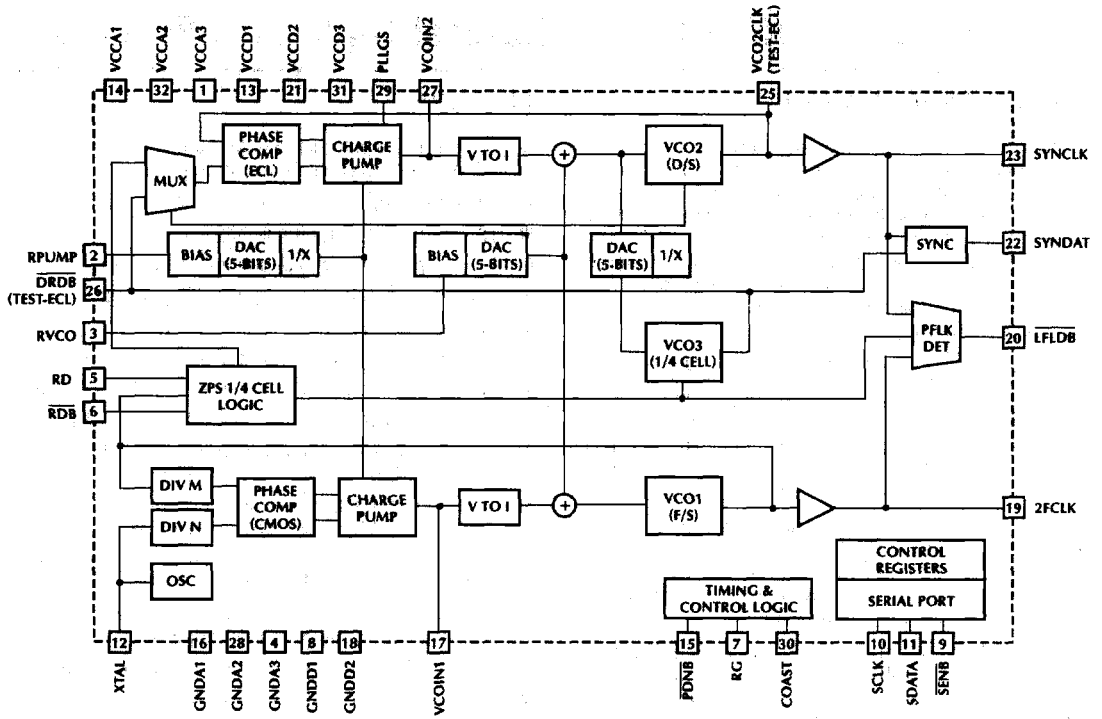 VCCA1
VCCA2
VCCA3
VCCD1
VCCD2
VCCD3
PLLGS
VCOIN2
VCO2CLK
(TEST-ECL)
14
32
1
13
21
31
29
27
25
PHASE
COMP
(ECL)
CHARGE
PUMP
V TO I
+
VCO2
(D/S)
23
SYNCLK
MUX
RPUMP
2
BIAS
DAC
(5-BITS)
1/X
BIAS
DAC
(5-BITS)
DAC
(5-BITS)
1/X
SYNC
22
SYNDAT
DRDB
(TEST-ECL)
26
RVCO
3
VCO3
(1/4 CELL)
PFLK
DET
20
LFLDB
RD
5
ZPS 1/4 CELL
LOGIC
RDB
6
DIV M
DIV N
OSC
PHASE
COMP
(CMOS)
CHARGE
PUMP
V TO I
+
VCO1
(F/S)
19
2FCLK
TIMING &
CONTROL LOGIC
CONTROL
REGISTERS
SERIAL PORT
12
16
28
4
8
18
17
15
7
30
10
11
9
XTAL
GNDA1
GNDA2
GNDA3
GNDD1
GNDD2
VCOIN1
PDNB
RG
COAST
SCLK
SDATA
SENB